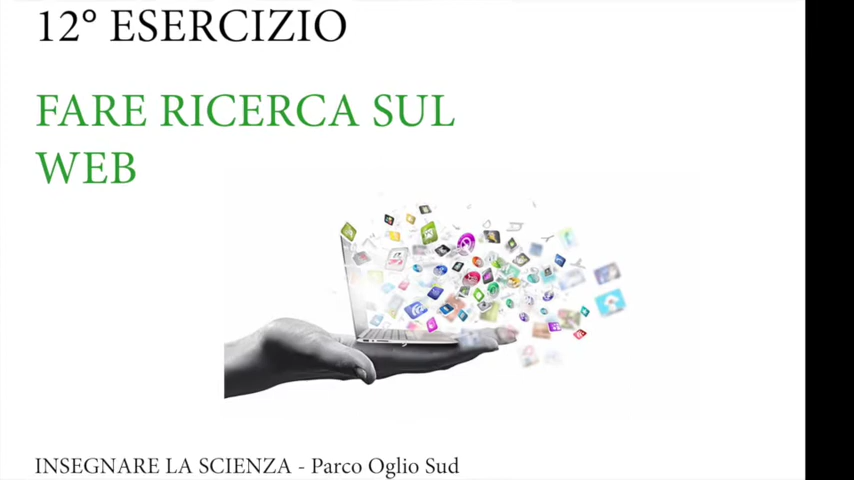 12° ESERCIZIO
FARE RICERCA SUL
WEB
INSEGNARE LA SCIENZA - Parco Oglio Sud